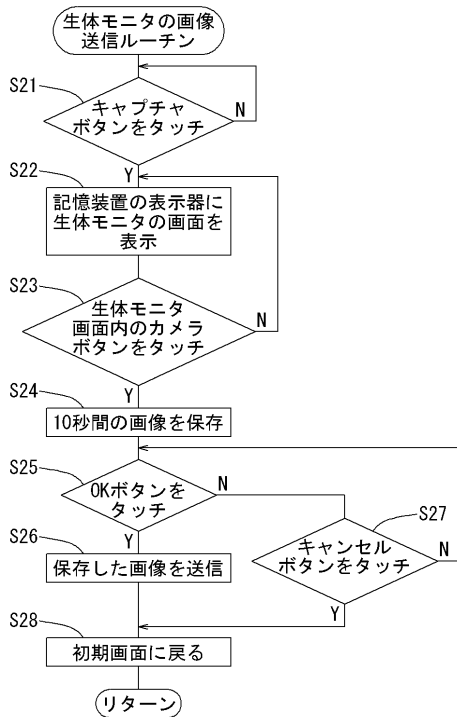 生体モニタの画像
送信ルーチン
S21
キャプチャ
ボタンをタッチ
N
Y
S22
記憶装置の表示器に
生体モニタの画面を
表示
S23
生体モニタ
画面内のカメラ
ボタンをタッチ
N
Y
S24
10秒間の画像を保存
S25
OKボタンを
タッチ
N
Y
S27
キャンセル
ボタンをタッチ
N
Y
S26
保存した画像を送信
S28
初期画面に戻る
リターン